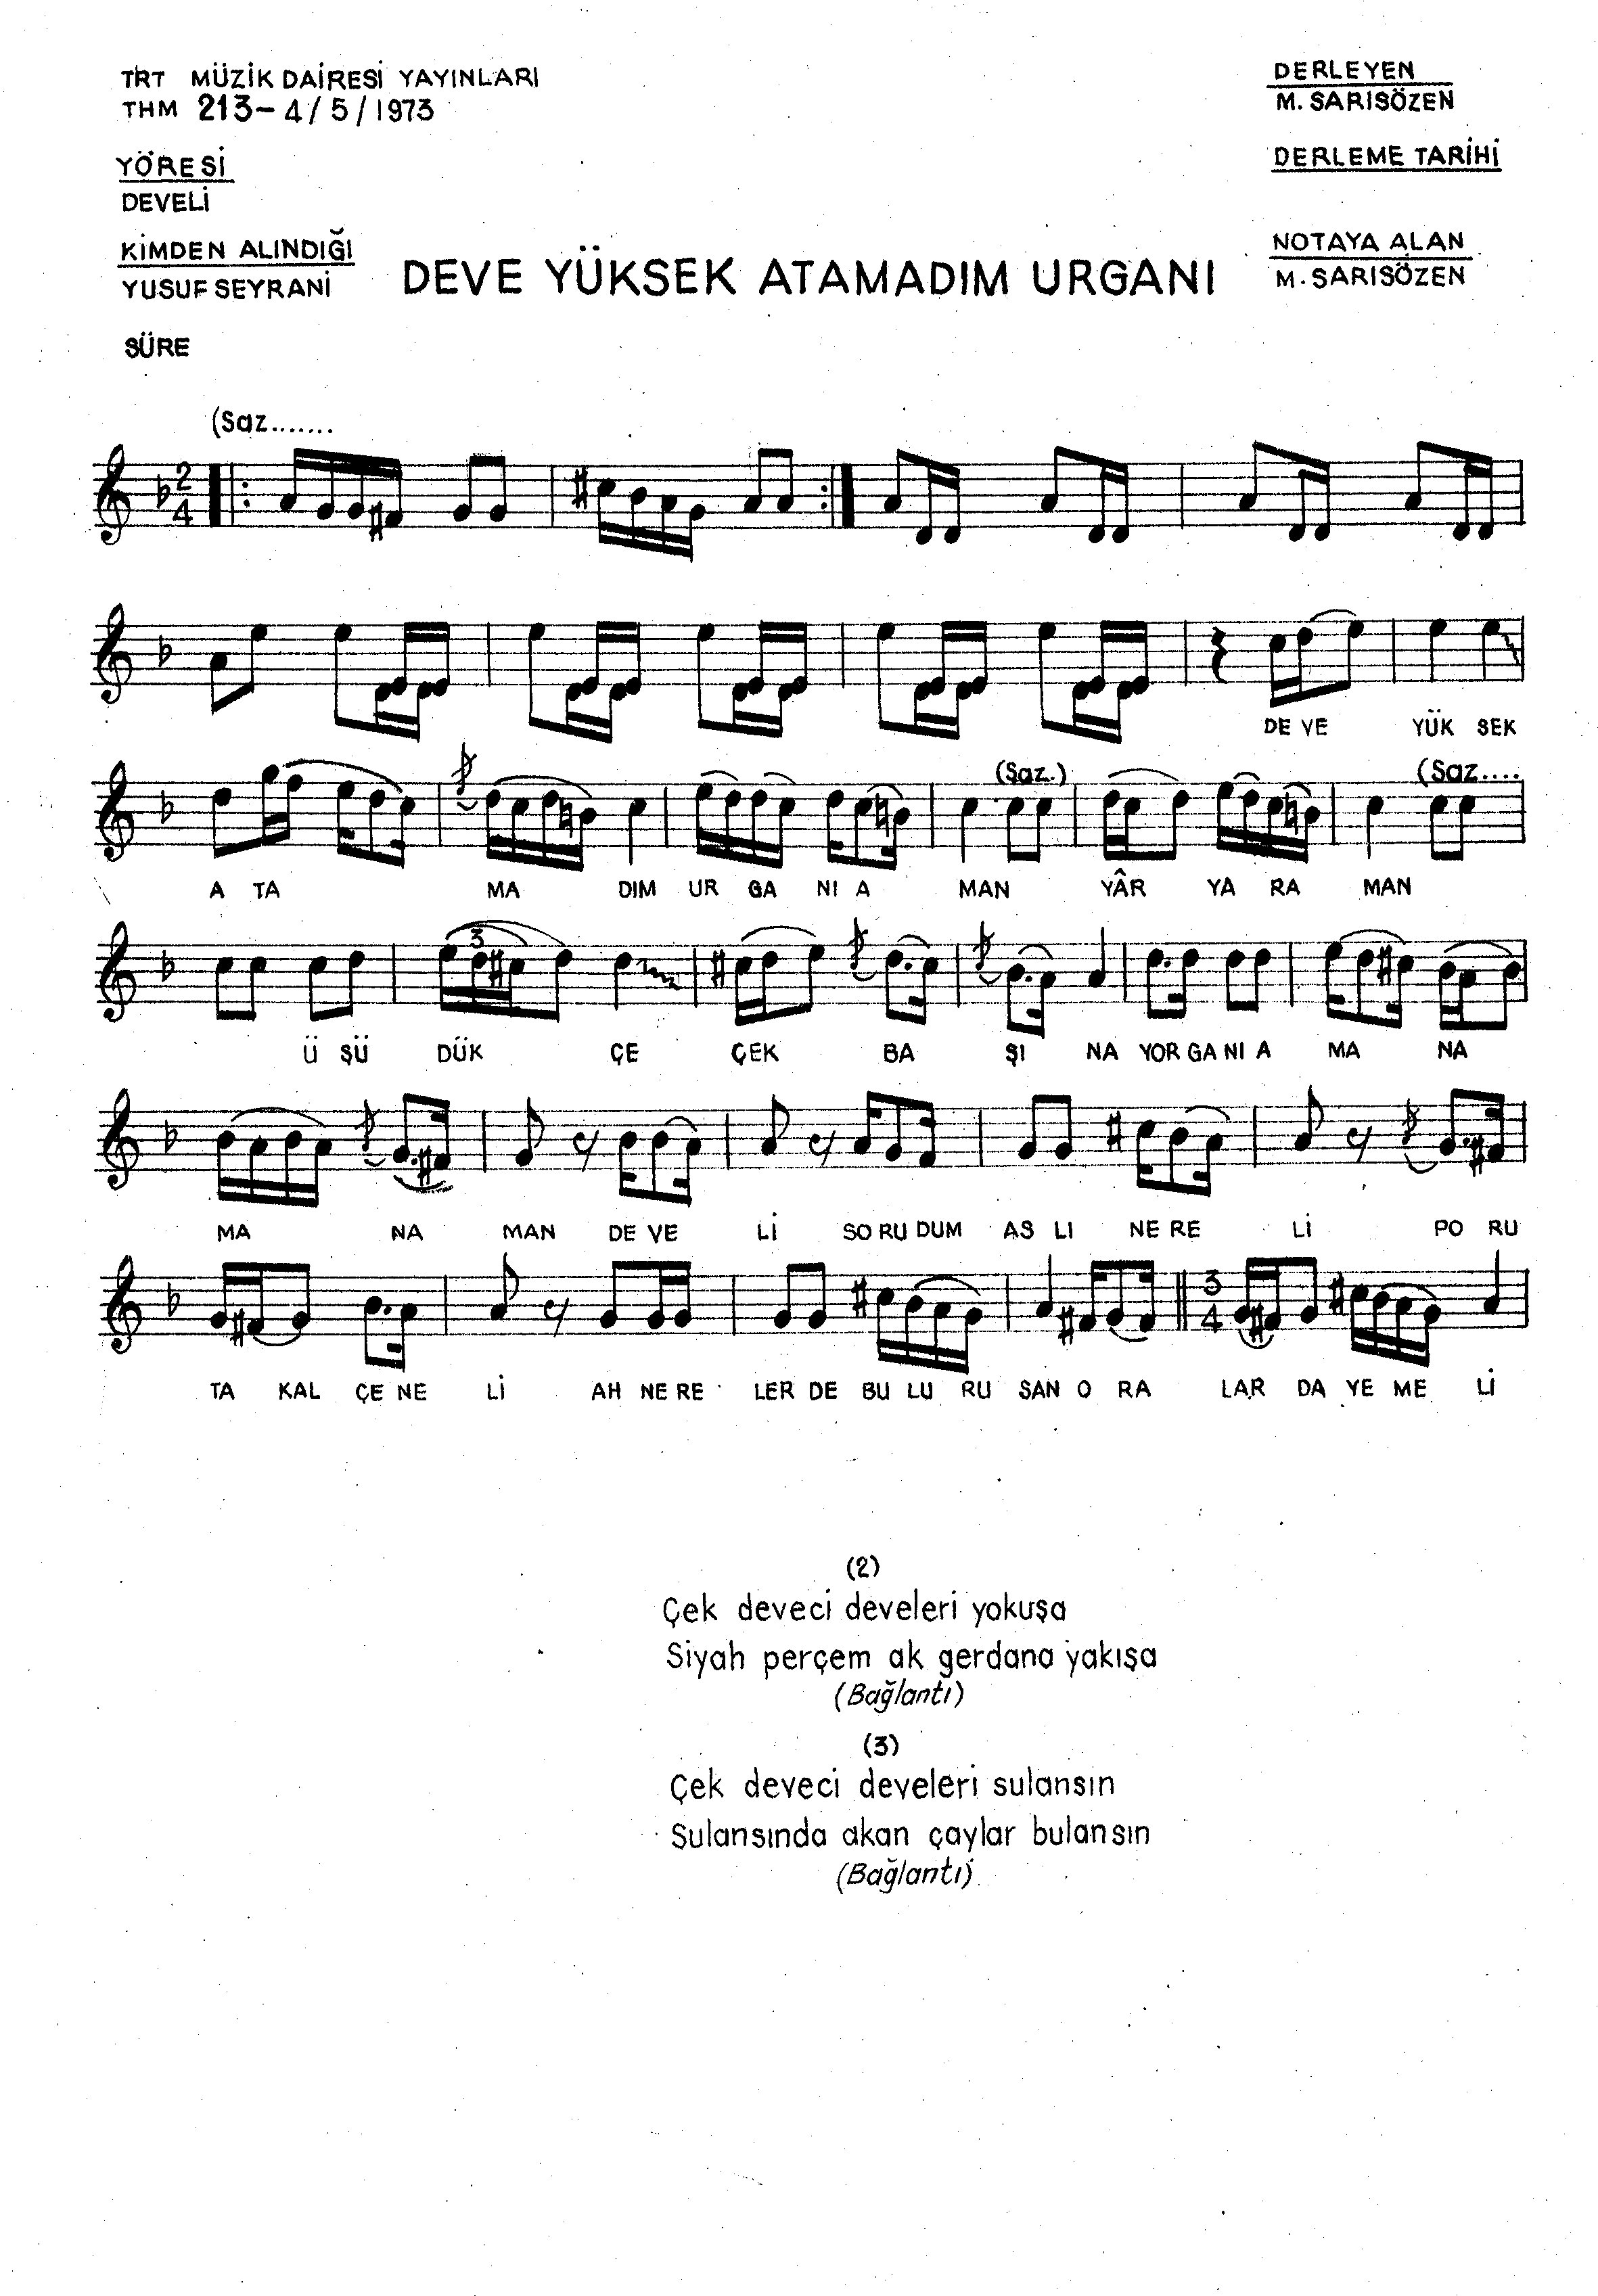 TRT MÜZİK DAİRESİ YAYINLARI
THM 213-4/5/1973
YÖRESİ
DEVELİ
KİMDEN ALINDIĞI
YUSUF SEYRANİ
SÜRE
DERLEYEN
M. SARISÖZEN
DERLEME TARİHİ
NOTAYA ALAN
M. SARISÖZEN
DEVE YÜKSEK ATAMADIM URGANI
(Saz.......
2
4
DE VE YÜK SEK
(Saz.) (Saz....
A TA MA DIM UR GA NI A MAN YÂR YA RA MAN
3
Ü ŞÜ DÜK ÇE ÇEK BA ŞI NA YOR GA NI A MA NA
MA NA MAN DE VE Lİ SO RU DUM AS LI NE RE Lİ PO RU
3
4
TA KAL ÇE NE Lİ AH NE RE LER DE BU LU RU SAN O RA LAR DA YE ME Lİ
(2)
Çek deveci develeri yokuşa
Siyah perçem ak gerdana yakışa
(Bağlantı)
(3)
Çek deveci develeri sulansın
Sulansında akan çaylar bulansın
(Bağlantı)